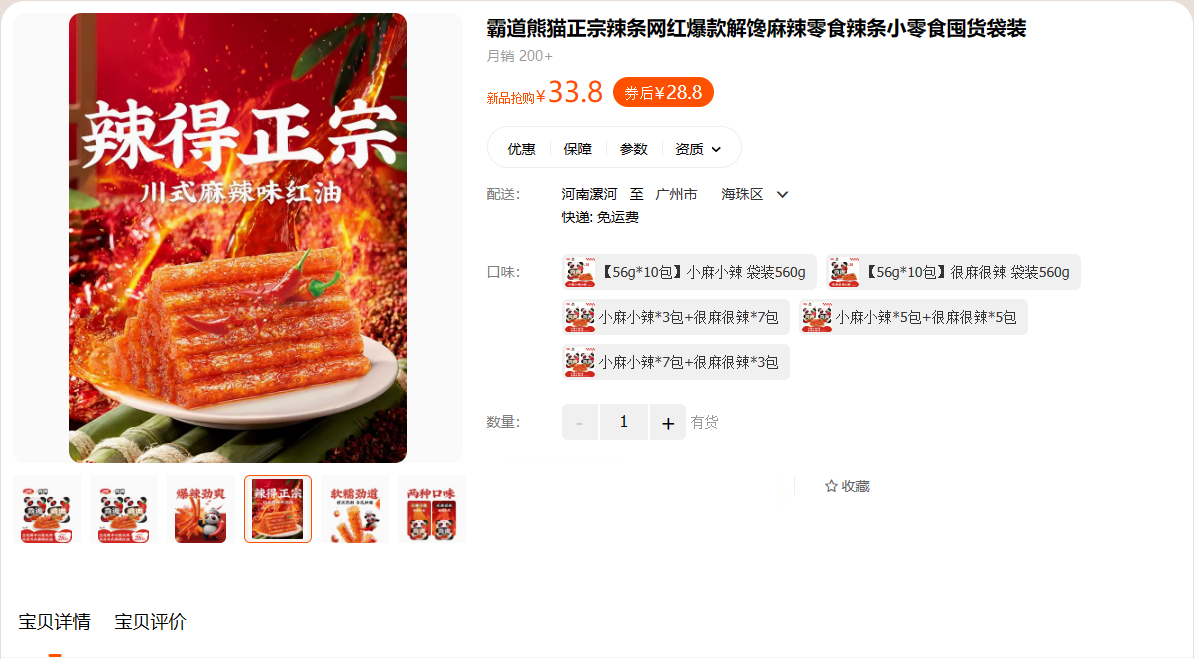 霸道熊猫正宗辣条网红爆款解馋麻辣零食辣条小零食囤货袋装
月销 200+
新品抢购¥33.8 券后¥28.8
优惠 保障 参数 资质
配送: 河南漯河 至 广州市 海珠区
快递: 免运费
口味: 【56g*10包】小麻小辣 袋装560g 【56g*10包】很麻很辣 袋装560g
小麻小辣*3包+很麻很辣*7包 小麻小辣*5包+很麻很辣*5包
小麻小辣*7包+很麻很辣*3包
数量: - 1 + 有货
收藏
辣得正宗
川式麻辣味红油
爆辣劲爽 辣得正宗 软糯劲道 两种口味
宝贝详情 宝贝评价